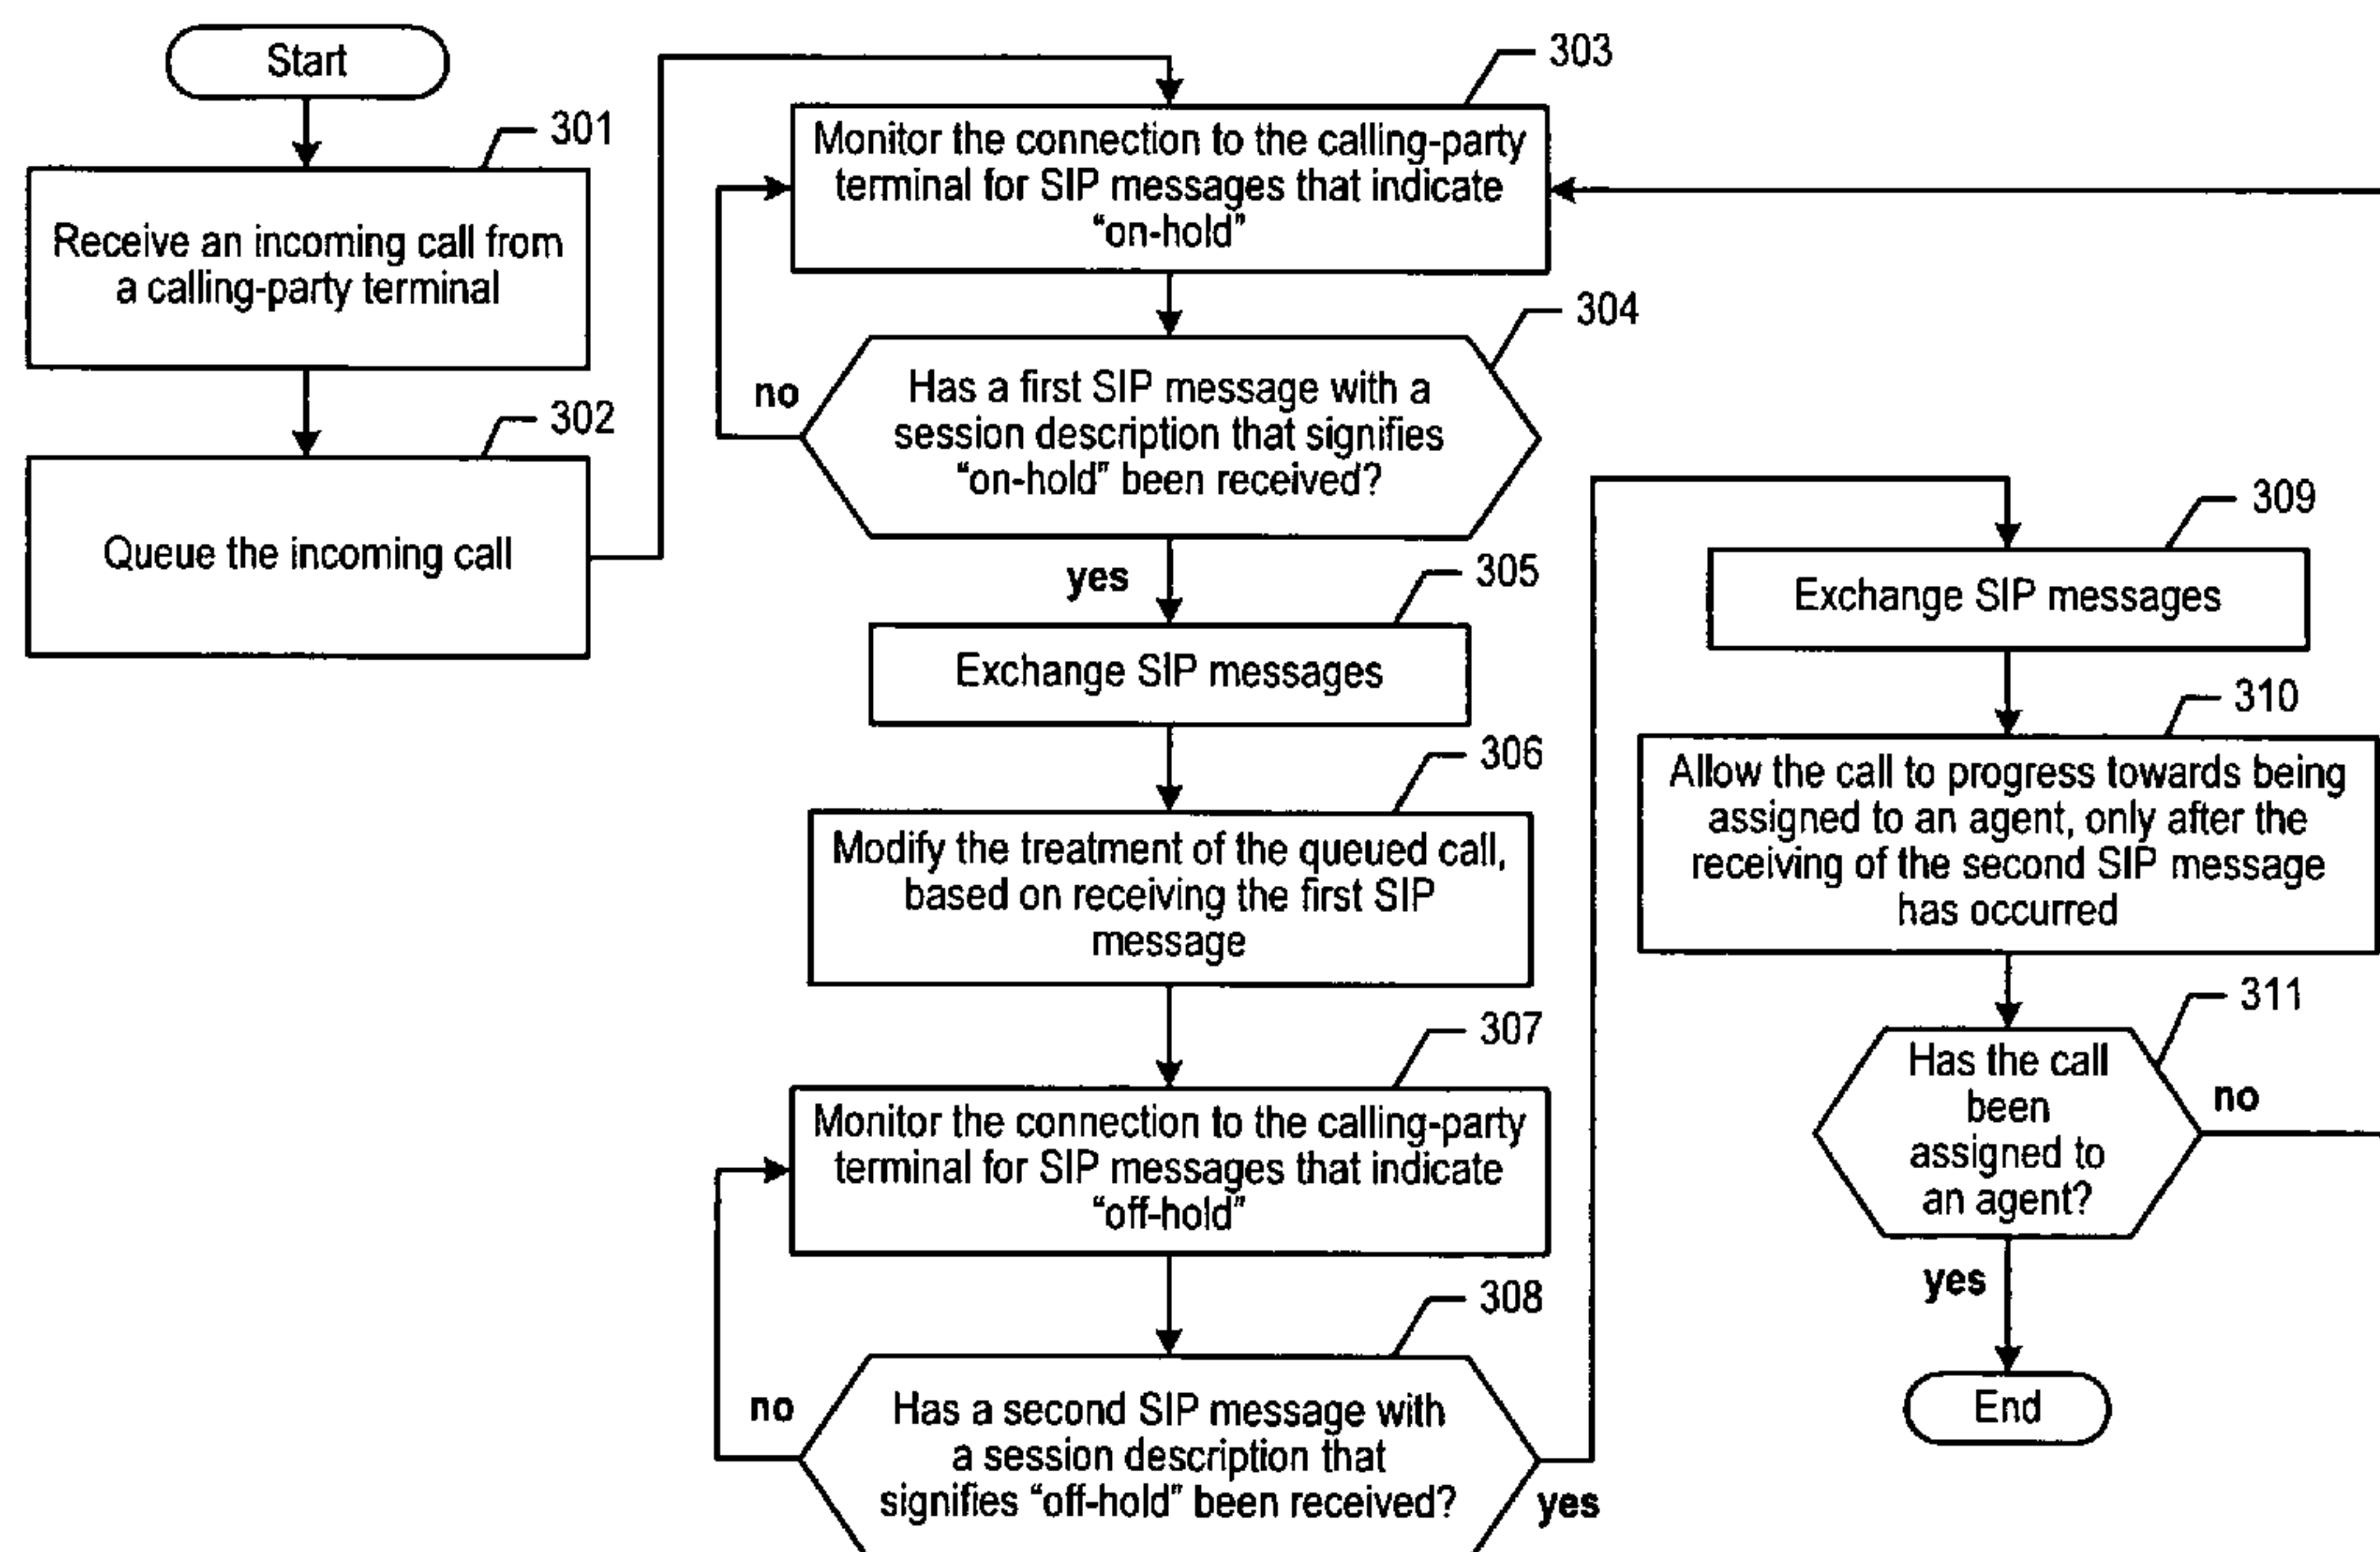 Start
301
Receive an incoming call from
a calling-party terminal
302
Queue the incoming call
303
Monitor the connection to the calling-party
terminal for SIP messages that indicate
“on-hold”
304
no
Has a first SIP message with a
session description that signifies
“on-hold” been received?
yes
305
Exchange SIP messages
306
Modify the treatment of the queued call,
based on receiving the first SIP
message
307
Monitor the connection to the calling-party
terminal for SIP messages that indicate
“off-hold”
308
no
Has a second SIP message with
a session description that
signifies “off-hold” been received?
yes
309
Exchange SIP messages
310
Allow the call to progress towards being
assigned to an agent, only after the
receiving of the second SIP message
has occurred
311
Has the call
been
assigned to
an agent?
no
yes
End